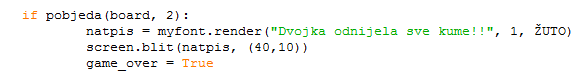 if pobjeda(board, 2):
        natpis = myfont.render("Dvojka odnijela sve kume!!", 1, ŽUTO)
        screen.blit(natpis, (40,10))
        game_over = True